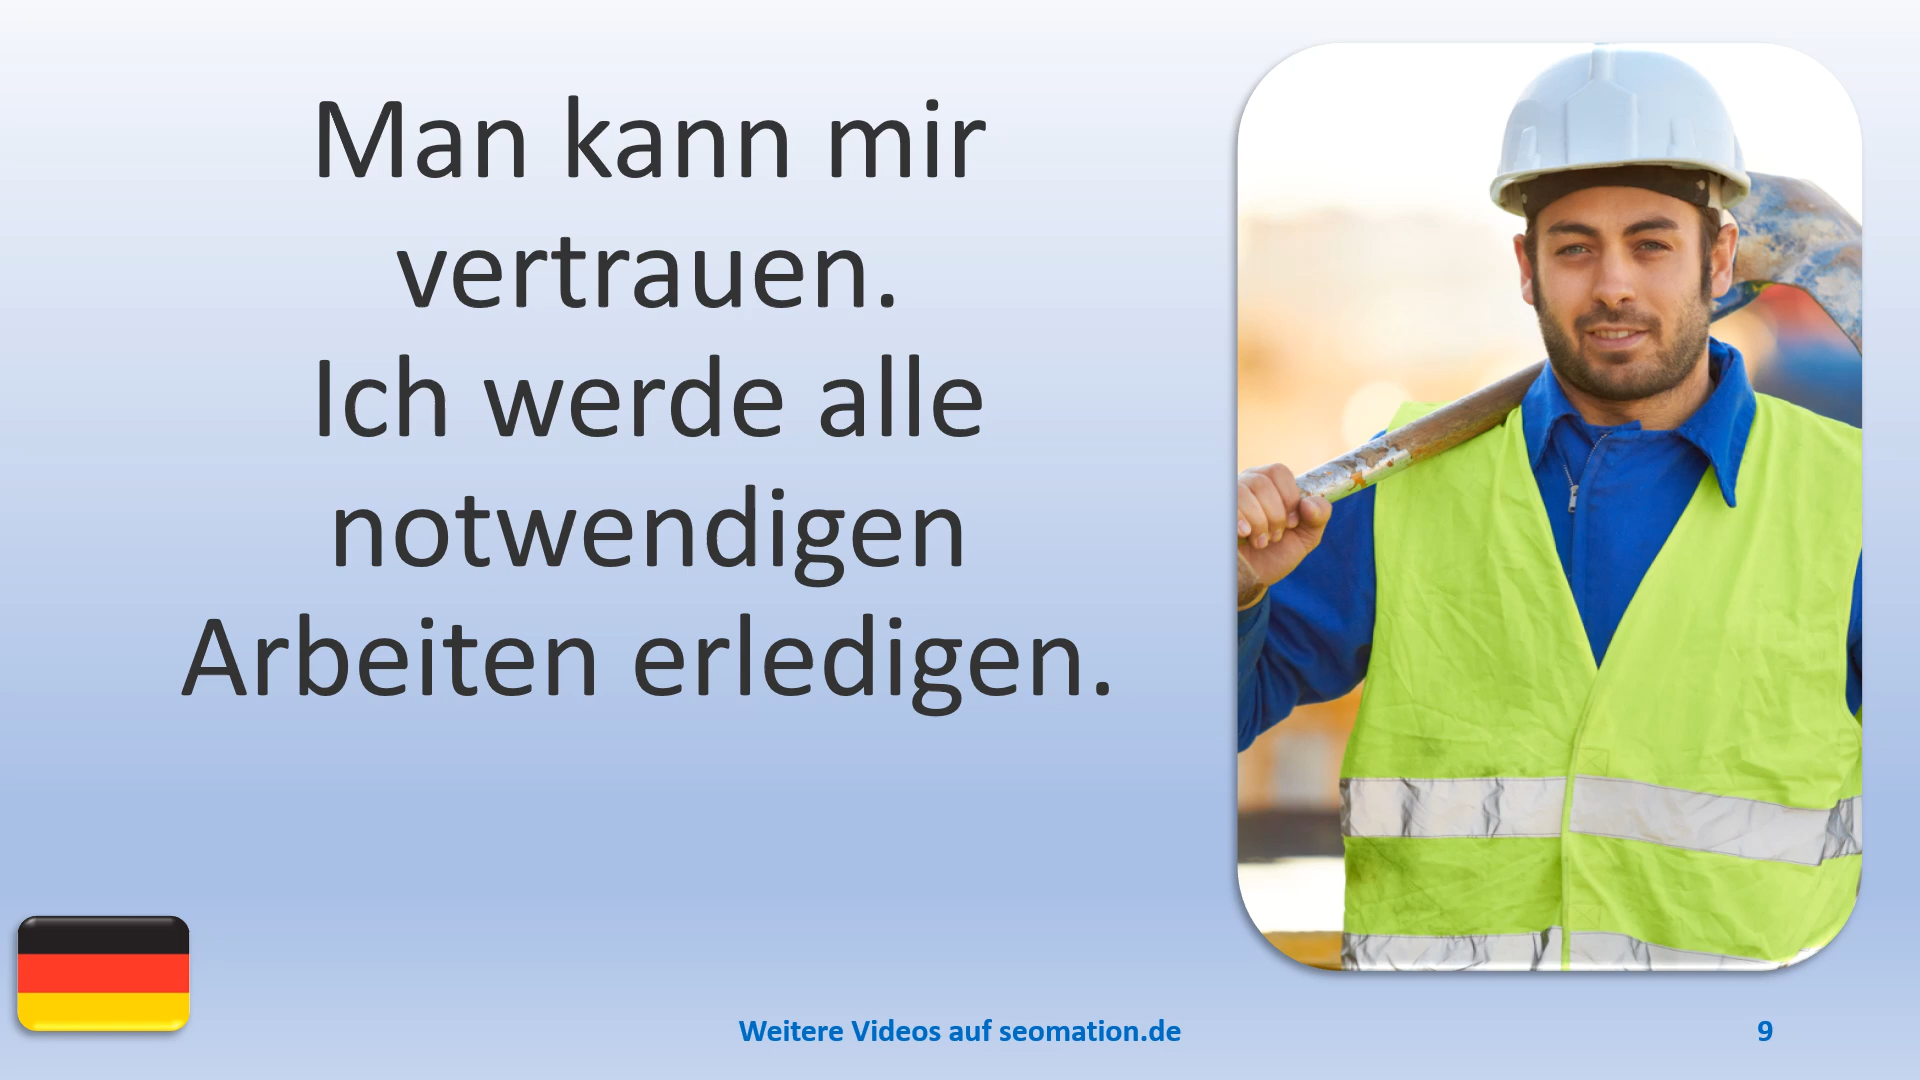 Man kann mir
vertrauen.
Ich werde alle
notwendigen
Arbeiten erledigen.
Weitere Videos auf seomation.de
9